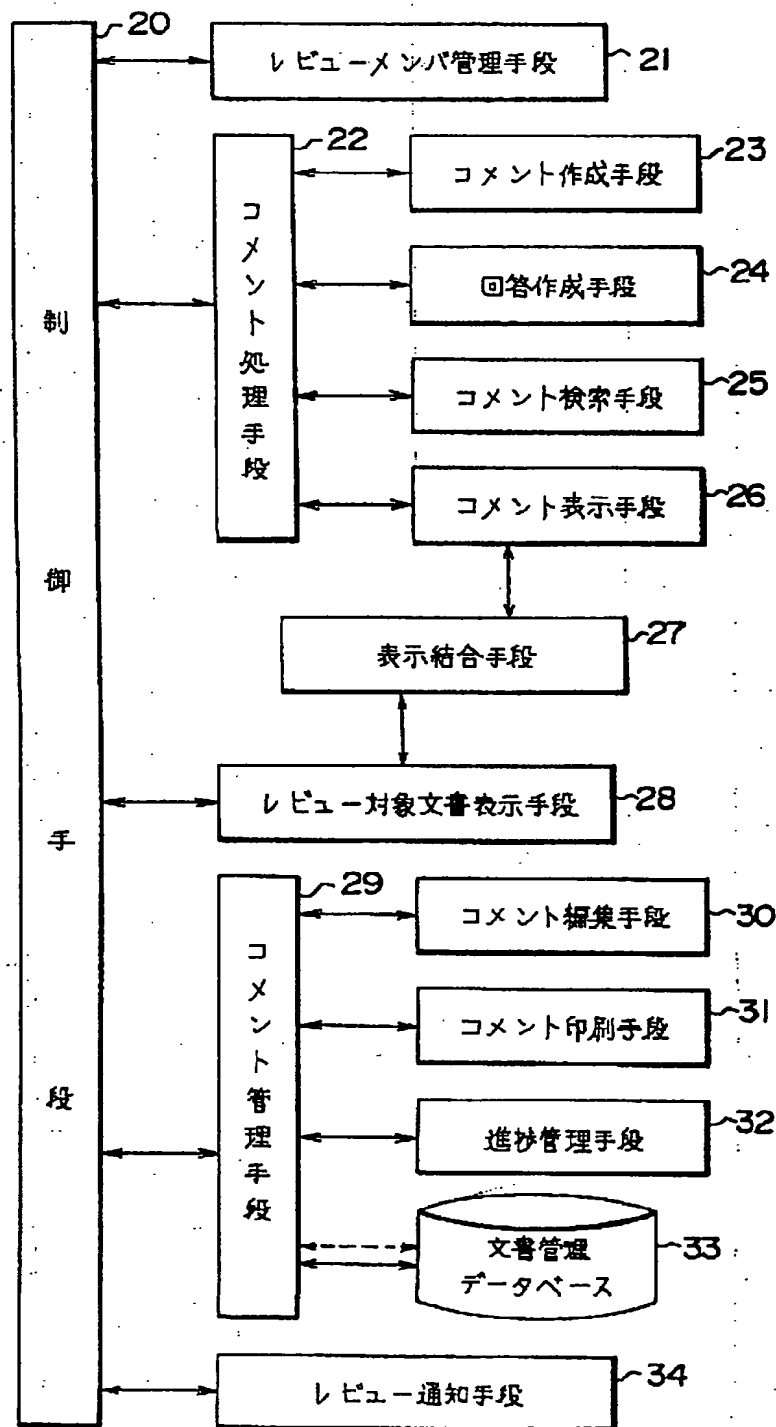 20
制御手段
レビューメンバ管理手段 21
22
コメント処理手段
コメント作成手段 23
回答作成手段 24
コメント検索手段 25
コメント表示手段 26
表示結合手段 27
レビュー対象文書表示手段 28
29
コメント管理手段
コメント編集手段 30
コメント印刷手段 31
進捗管理手段 32
文書管理
データベース 33
レビュー通知手段 34